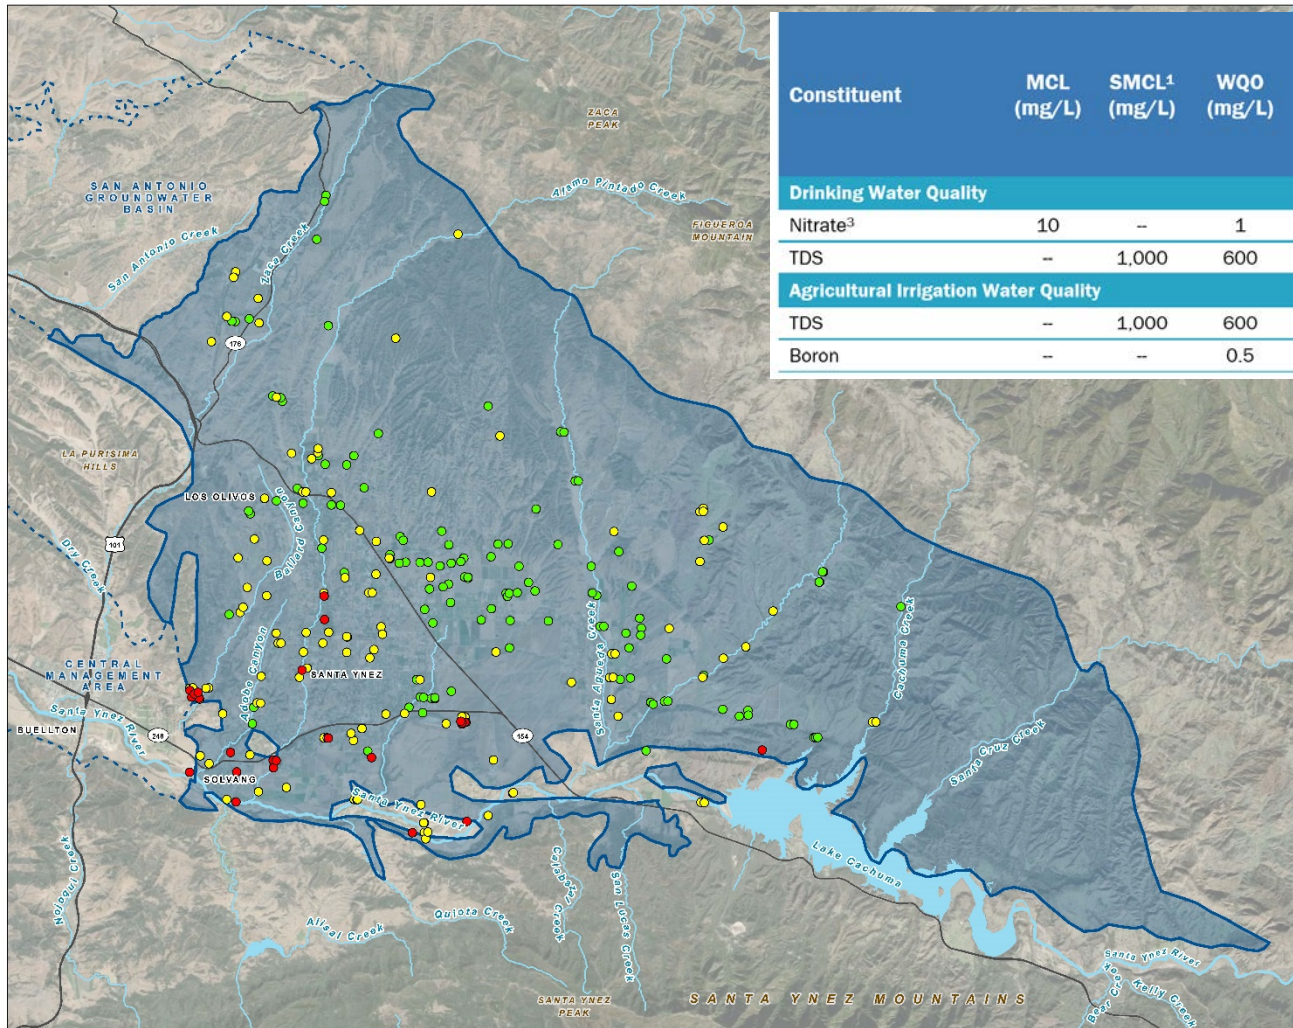 Constituent
MCL
(mg/L)
SMCL¹
(mg/L)
WQO
(mg/L)
Drinking Water Quality
Nitrate³ 10 -- 1
TDS -- 1,000 600
Agricultural Irrigation Water Quality
TDS -- 1,000 600
Boron -- -- 0.5
ZACA
PEAK
SAN ANTONIO
GROUNDWATER
BASIN
Alamo Pintado Creek
FIGUEROA
MOUNTAIN
San Antonio Creek
Zaca Creek
176
LA PURISIMA
HILLS
LOS OLIVOS
Ballard Canyon
101
Dry Creek
Adobe Canyon
Santa Agueda Creek
Cachuma Creek
CENTRAL
MANAGEMENT
AREA
SANTA YNEZ
Santa Ynez
River
BUELLTON
246
154
Santa Cruz Creek
SOLVANG
Santa Ynez
River
Lake Cachuma
Nojoqui Creek
Alisal Creek
Quiota Creek
Calabazal
Creek
San Lucas Creek
Santa Ynez
River
SANTA YNEZ
PEAK
SANTA YNEZ MOUNTAINS
Bear Creek
Kelly Creek